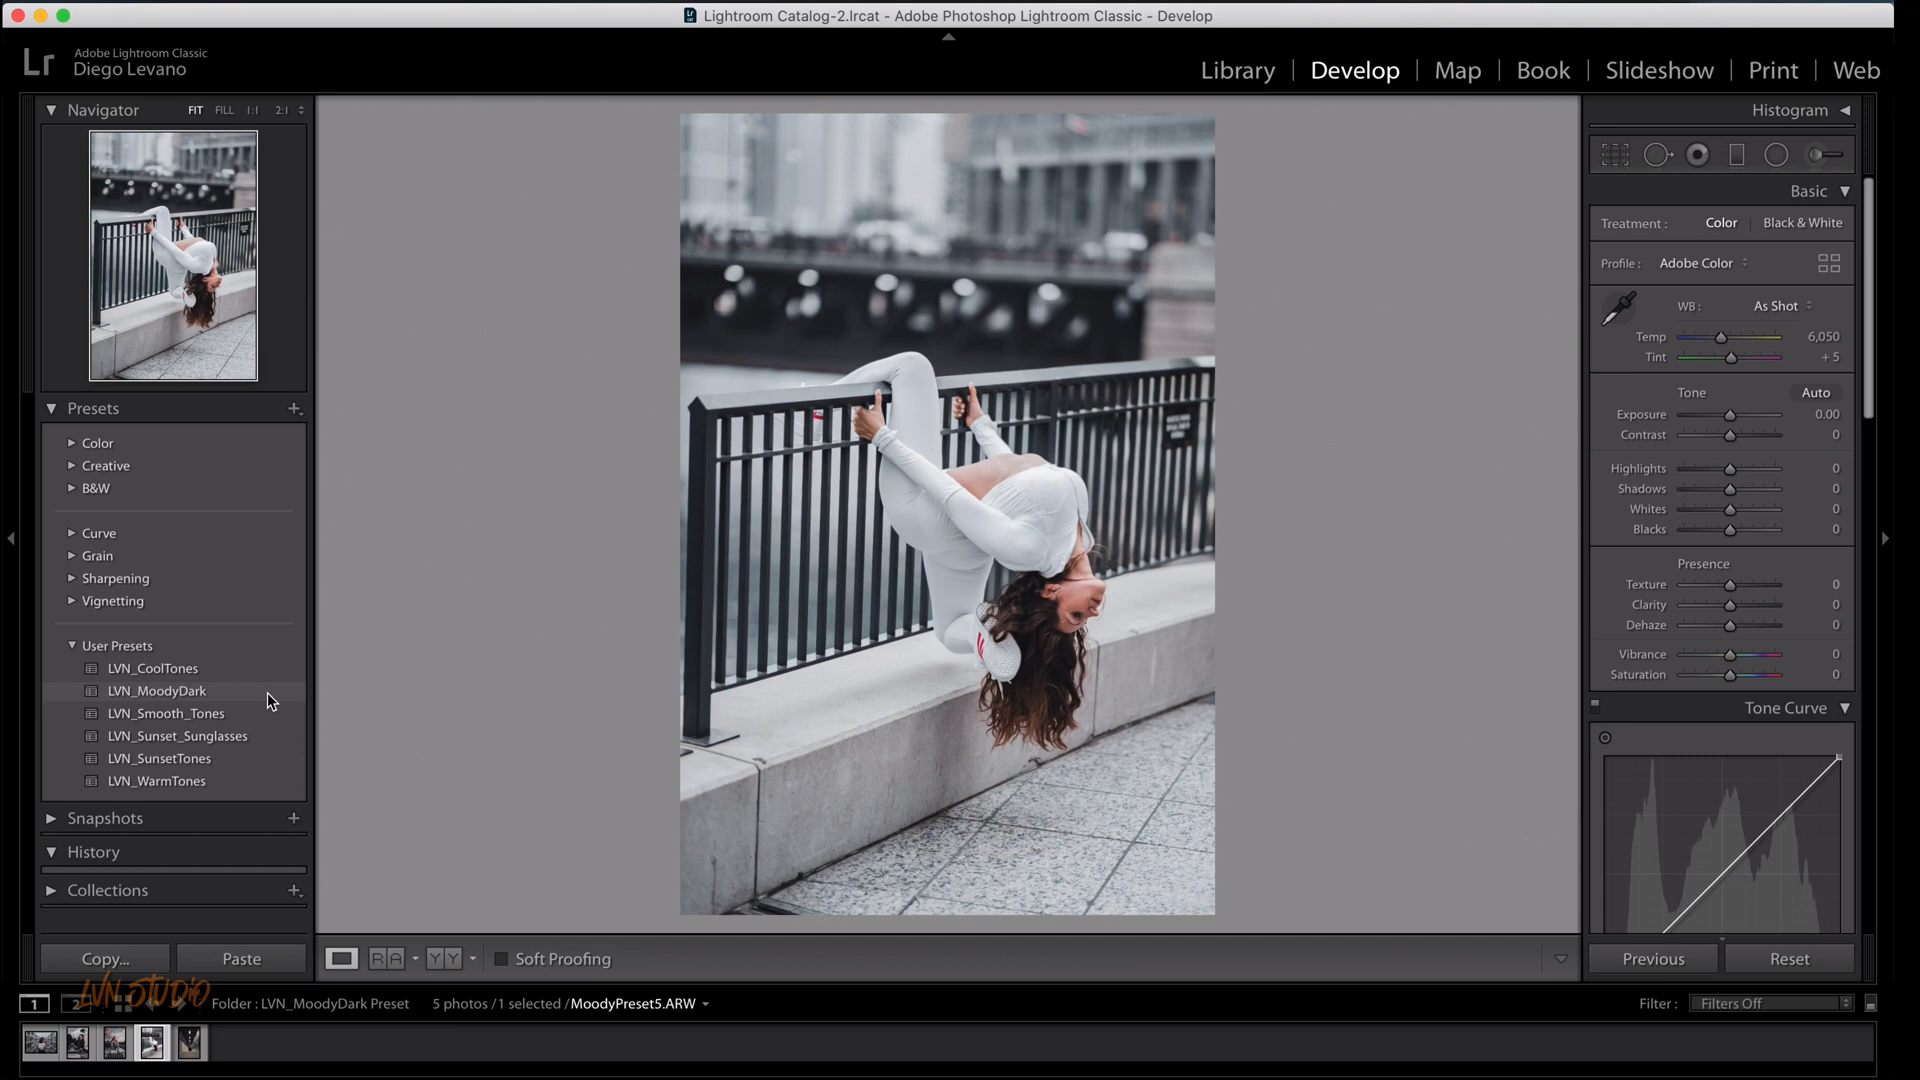 Lightroom Catalog-2.lrcat - Adobe Photoshop Lightroom Classic - Develop
Lr
Adobe Lightroom Classic
Diego Levano
Library | Develop | Map | Book | Slideshow | Print | Web
Navigator FIT FILL 1:1 2:1
Presets
Color
Creative
B&W
Curve
Grain
Sharpening
Vignetting
User Presets
LVN_CoolTones
LVN_MoodyDark
LVN_Smooth_Tones
LVN_Sunset_Sunglasses
LVN_SunsetTones
LVN_WarmTones
Snapshots
History
Collections
Copy... Paste
Histogram
Basic
Treatment : Color | Black & White
Profile : Adobe Color
WB : As Shot
Temp 6,050
Tint + 5
Tone Auto
Exposure 0.00
Contrast 0
Highlights 0
Shadows 0
Whites 0
Blacks 0
Presence
Texture 0
Clarity 0
Dehaze 0
Vibrance 0
Saturation 0
Tone Curve
Previous Reset
RA YY Soft Proofing
LVN STUDIO
1 2 Folder : LVN_MoodyDark Preset 5 photos / 1 selected / MoodyPreset5.ARW Filter : Filters Off